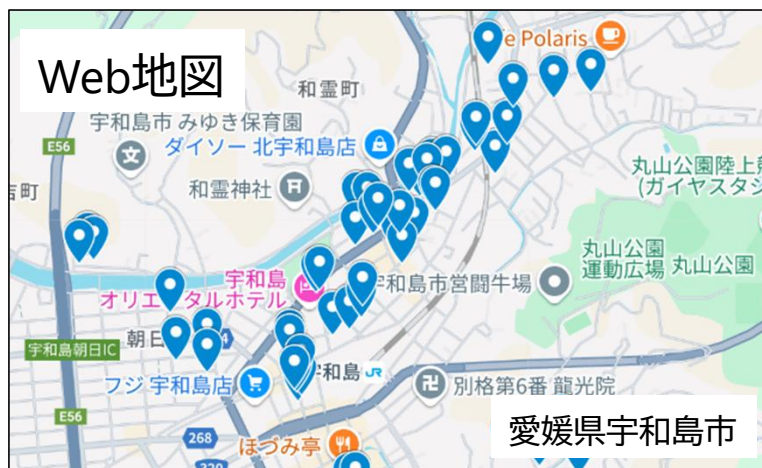 Web地図
e Polaris
和霊町
宇和島市 みゆき保育園
E56
ダイソー 北宇和島店
丸山公園陸上競
(ガイヤスタジ
吉町
和霊神社
丸山公園
運動広場
丸山公園
宇和島
オリエンタルホテル
宇和島市営闘牛場
朝日
宇和島朝日IC
宇和島
JR
フジ 宇和島店
別格第6番 龍光院
E56
268
ほづみ亭
愛媛県宇和島市
320